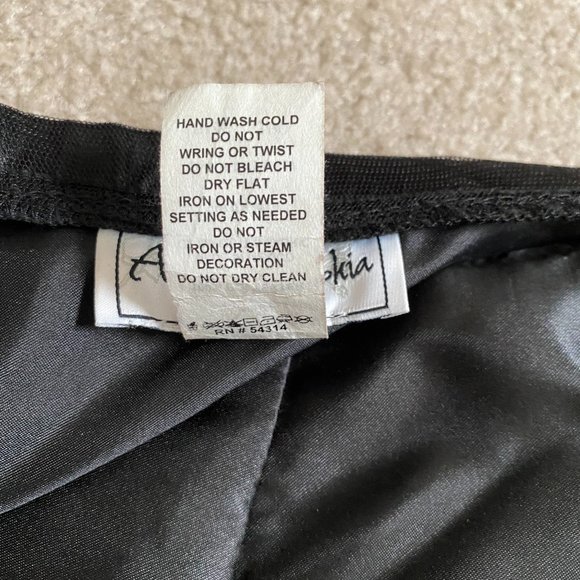 HAND WASH COLD
DO NOT
WRING OR TWIST
DO NOT BLEACH
DRY FLAT
IRON ON LOWEST
SETTING AS NEEDED
DO NOT
IRON OR STEAM
DECORATION
DO NOT DRY CLEAN
RN # 54314